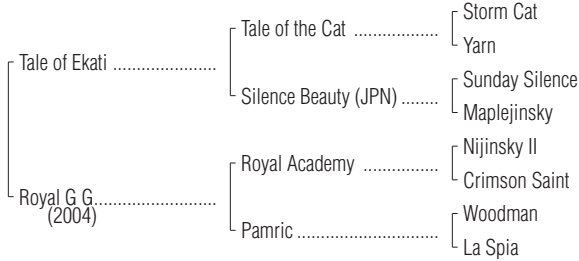 Storm Cat
Tale of the Cat ..................
Yarn
Tale of Ekati ......................
Sunday Silence
Silence Beauty (JPN) ........
Maplejinsky
Nijinsky II
Royal Academy ................
Crimson Saint
Royal G G..........................
(2004)
Woodman
Pamric ..............................
La Spia